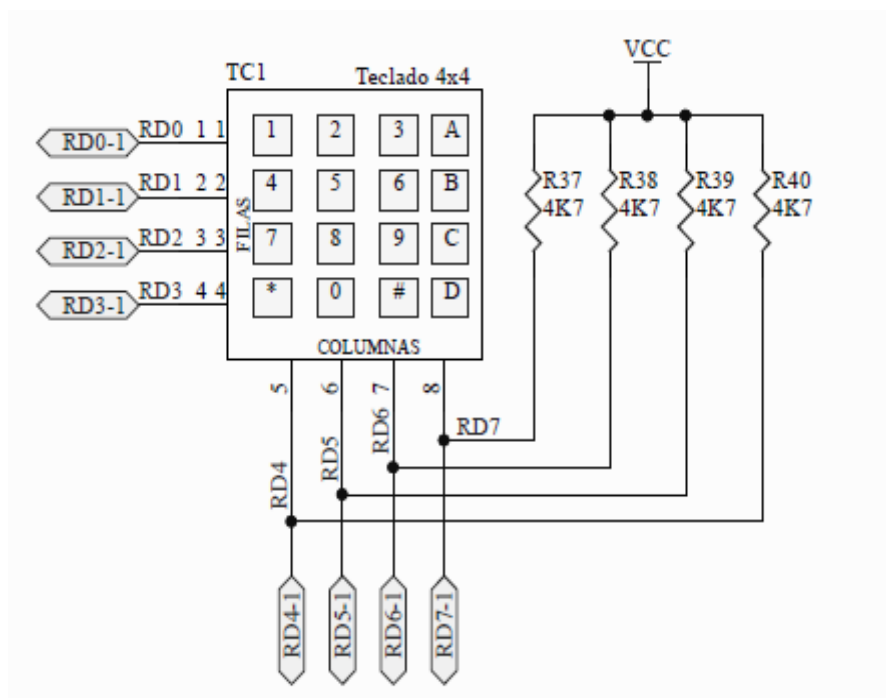 VCC
TC1 Teclado 4x4
RD0-1 RD0 1 1 1 2 3 A
R37 R38 R39 R40
RD1-1 RD1 2 2 4 5 6 B
4K7 4K7 4K7 4K7
FILAS
RD2-1 RD2 3 3 7 8 9 C
RD3-1 RD3 4 4 * 0 # D
COLUMNAS
5 6 7 8
RD4 RD5 RD6 RD7
RD4-1 RD5-1 RD6-1 RD7-1